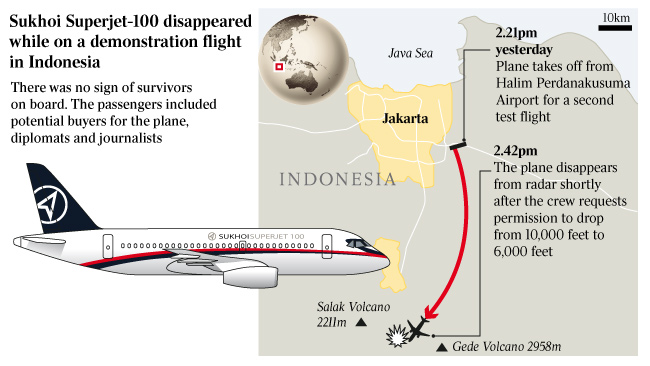 Sukhoi Superjet-100 disappeared
while on a demonstration flight
in Indonesia
There was no sign of survivors
on board. The passengers included
potential buyers for the plane,
diplomats and journalists
SUKHOI SUPERJET 100
10km
Java Sea
Jakarta
INDONESIA
2.21pm
yesterday
Plane takes off from
Halim Perdanakusuma
Airport for a second
test flight
2.42pm
The plane disappears
from radar shortly
after the crew requests
permission to drop
from 10,000 feet to
6,000 feet
Salak Volcano
2211m
Gede Volcano 2958m